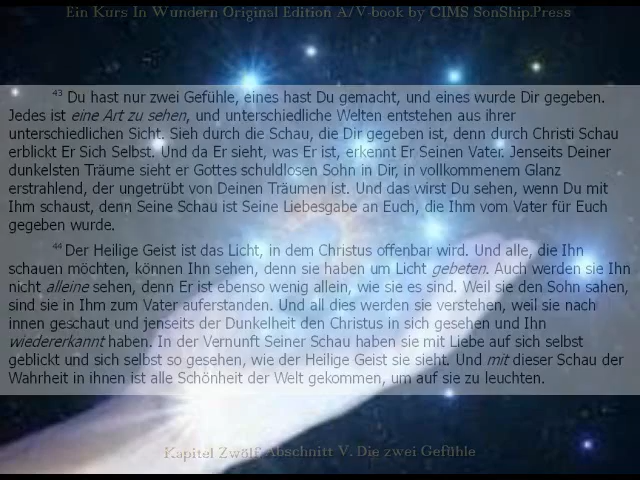 Ein Kurs In Wundern Original Edition A/V-book by CIMS SonShip.Press
43 Du hast nur zwei Gefühle, eines hast Du gemacht, und eines wurde Dir gegeben.
Jedes ist eine Art zu sehen, und unterschiedliche Welten entstehen aus ihrer
unterschiedlichen Sicht. Sieh durch die Schau, die Dir gegeben ist, denn durch Christi Schau
erblickt Er Sich Selbst. Und da Er sieht, was Er ist, erkennt Er Seinen Vater. Jenseits Deiner
dunkelsten Träume sieht er Gottes schuldlosen Sohn in Dir, in vollkommenem Glanz
erstrahlend, der ungetrübt von Deinen Träumen ist. Und das wirst Du sehen, wenn Du mit
Ihm schaust, denn Seine Schau ist Seine Liebesgabe an Euch, die Ihm vom Vater für Euch
gegeben wurde.
44 Der Heilige Geist ist das Licht, in dem Christus offenbar wird. Und alle, die Ihn
schauen möchten, können Ihn sehen, denn sie haben um Licht gebeten. Auch werden sie Ihn
nicht alleine sehen, denn Er ist ebenso wenig allein, wie sie es sind. Weil sie den Sohn sahen,
sind sie in Ihm zum Vater auferstanden. Und all dies werden sie verstehen, weil sie nach
innen geschaut und jenseits der Dunkelheit den Christus in sich gesehen und Ihn
wiedererkannt haben. In der Vernunft Seiner Schau haben sie mit Liebe auf sich selbst
geblickt und sich selbst so gesehen, wie der Heilige Geist sie sieht. Und mit dieser Schau der
Wahrheit in ihnen ist alle Schönheit der Welt gekommen, um auf sie zu leuchten.
Kapitel Zwölf Abschnitt V. Die zwei Gefühle